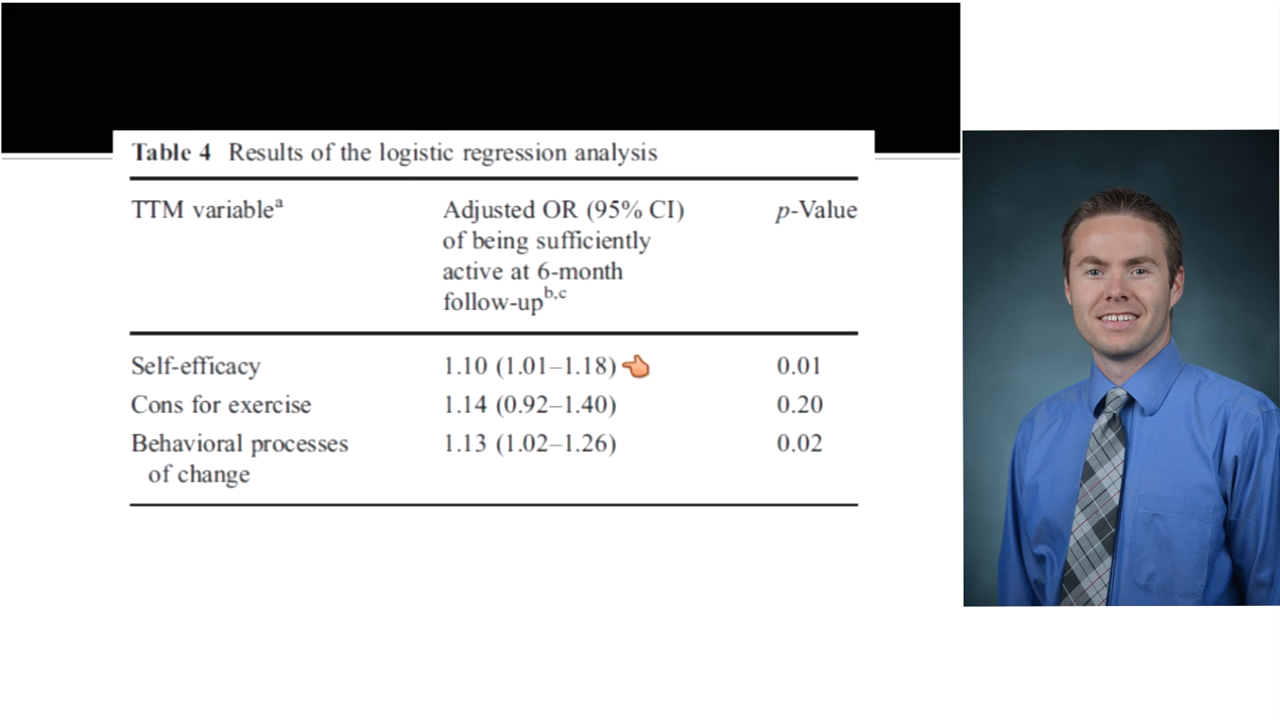 Table 4 Results of the logistic regression analysis
TTM variableᵃ
Adjusted OR (95% CI)
of being sufficiently
active at 6-month
follow-upᵇ,ᶜ
p-Value
Self-efficacy 1.10 (1.01–1.18) 0.01
Cons for exercise 1.14 (0.92–1.40) 0.20
Behavioral processes 1.13 (1.02–1.26) 0.02
of change